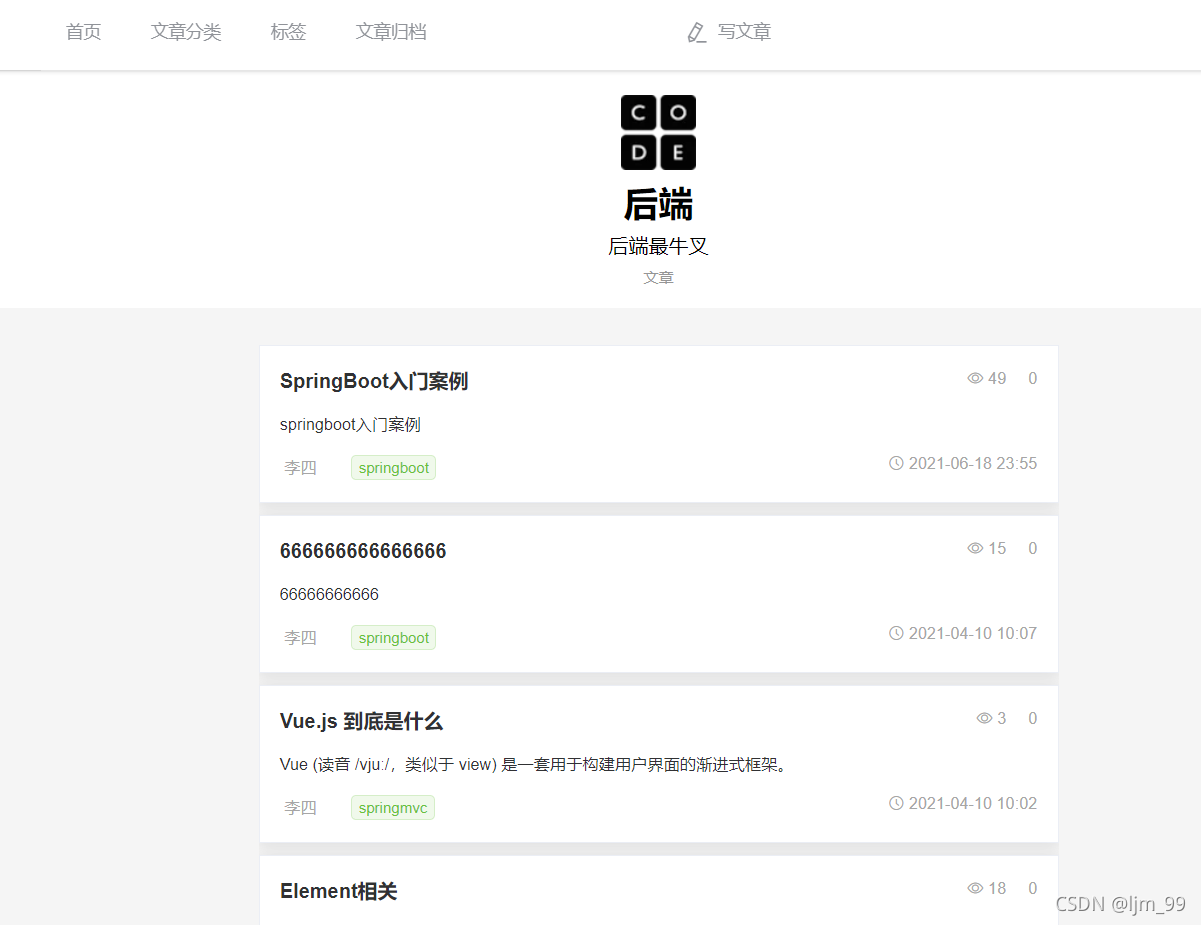 首页 文章分类 标签 文章归档 写文章
C O
D E
后端
后端最牛叉
文章
SpringBoot入门案例 49 0
springboot入门案例
李四 springboot 2021-06-18 23:55
666666666666666 15 0
66666666666
李四 springboot 2021-04-10 10:07
Vue.js 到底是什么 3 0
Vue (读音 /vjuː/，类似于 view) 是一套用于构建用户界面的渐进式框架。
李四 springmvc 2021-04-10 10:02
Element相关 18 0
CSDN @ljm_99